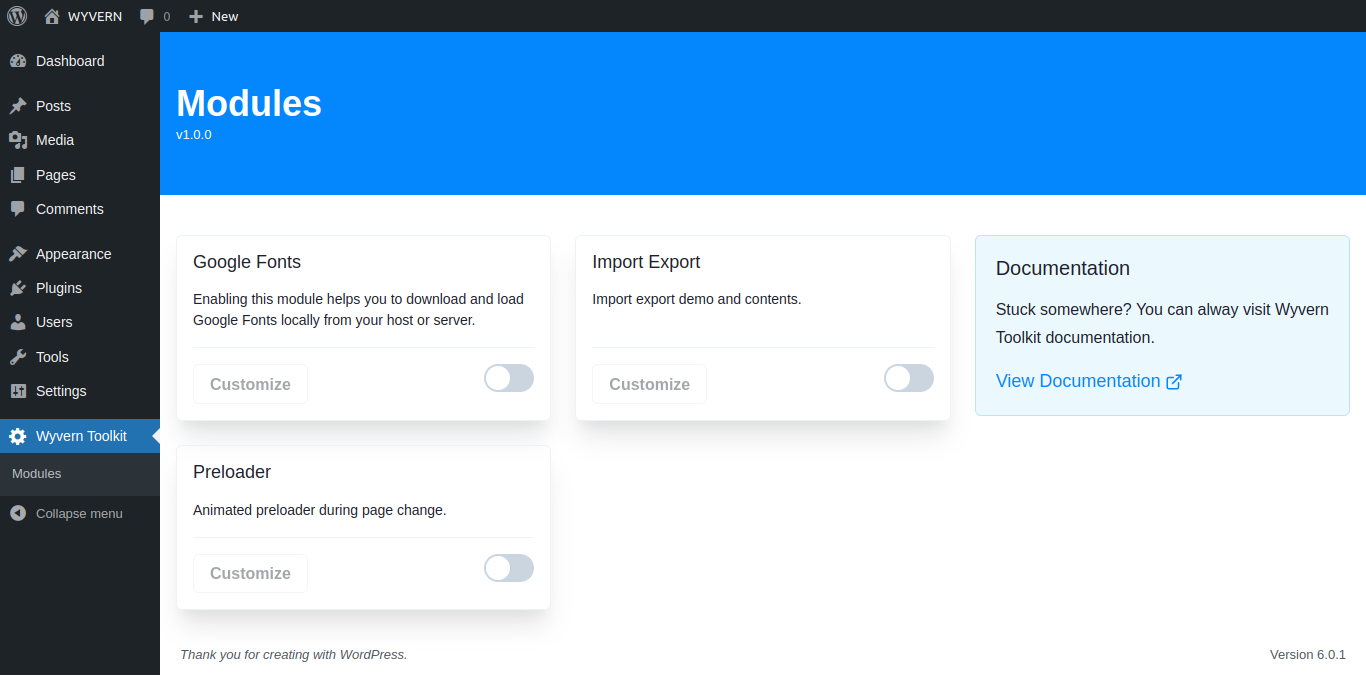 WYVERN 0 New
Dashboard
Posts
Media
Pages
Comments
Appearance
Plugins
Users
Tools
Settings
Wyvern Toolkit
Modules
Collapse menu
Modules
v1.0.0
Google Fonts
Enabling this module helps you to download and load
Google Fonts locally from your host or server.
Customize
Import Export
Import export demo and contents.
Customize
Documentation
Stuck somewhere? You can alway visit Wyvern
Toolkit documentation.
View Documentation
Preloader
Animated preloader during page change.
Customize
Thank you for creating with WordPress.
Version 6.0.1